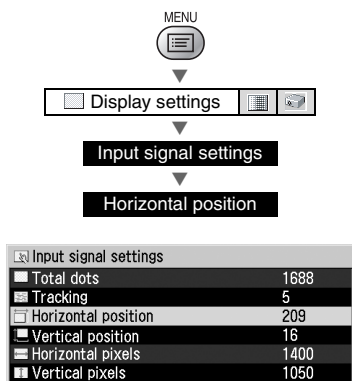 MENU
Display settings
Input signal settings
Horizontal position
Input signal settings
Total dots 1688
Tracking 5
Horizontal position 209
Vertical position 16
Horizontal pixels 1400
Vertical pixels 1050